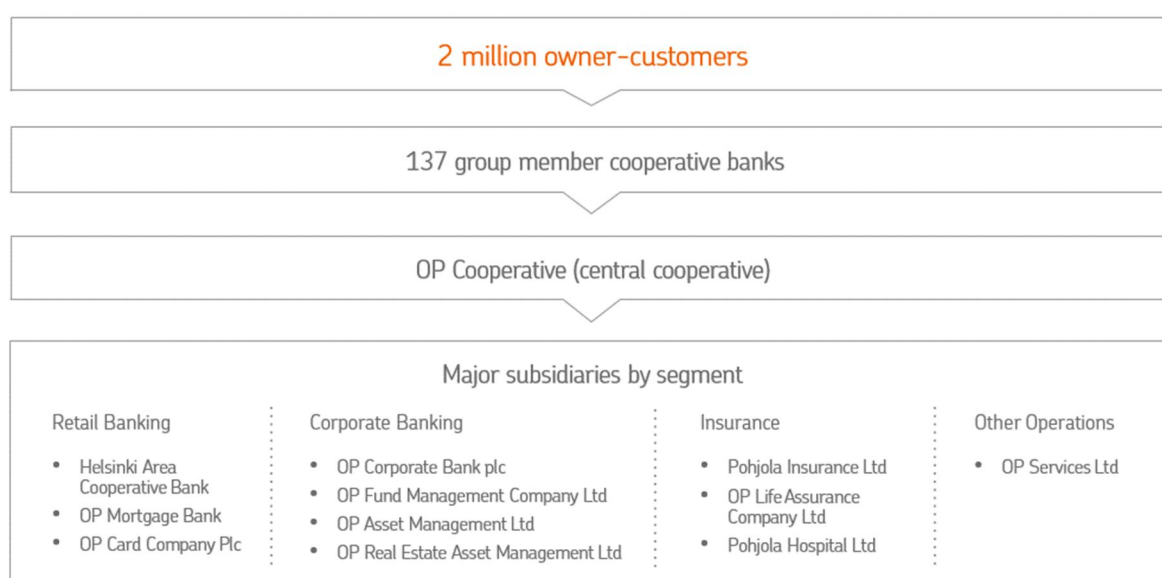 2 million owner-customers
137 group member cooperative banks
OP Cooperative (central cooperative)
Major subsidiaries by segment
Retail Banking
• Helsinki Area
Cooperative Bank
• OP Mortgage Bank
• OP Card Company Plc
Corporate Banking
• OP Corporate Bank plc
• OP Fund Management Company Ltd
• OP Asset Management Ltd
• OP Real Estate Asset Management Ltd
Insurance
• Pohjola Insurance Ltd
• OP Life Assurance
Company Ltd
• Pohjola Hospital Ltd
Other Operations
• OP Services Ltd